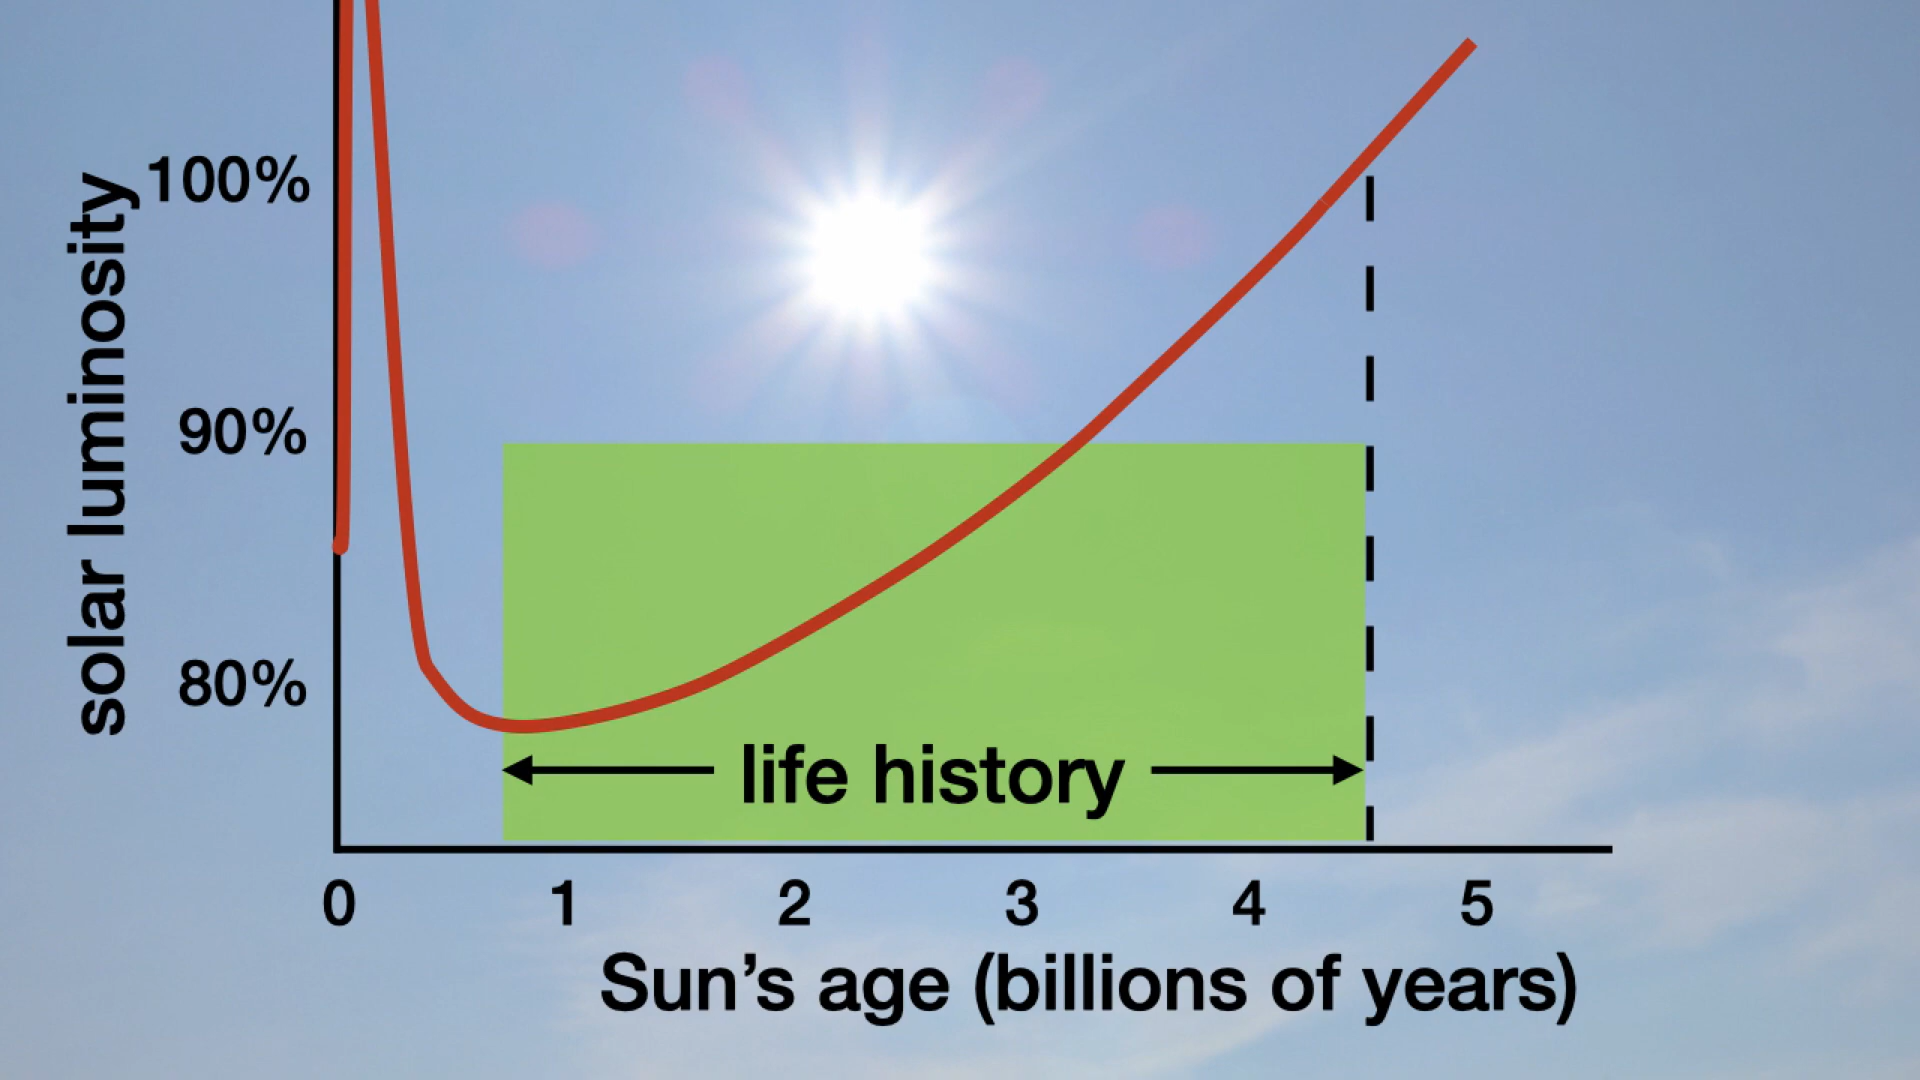 solar luminosity
100%
90%
80%
life history
0 1 2 3 4 5
Sun’s age (billions of years)